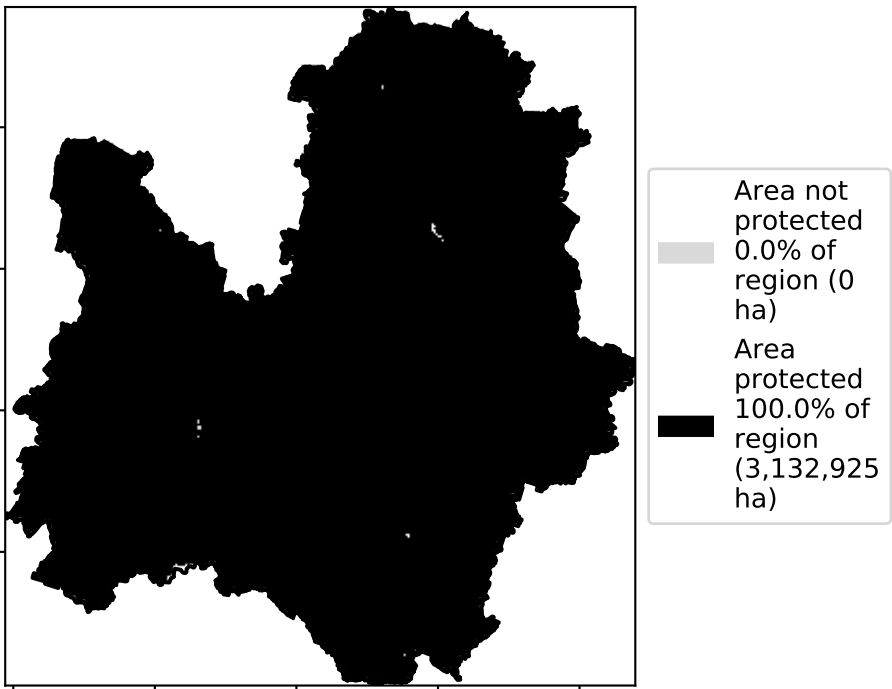 Area not
protected
0.0% of
region (0
ha)
Area
protected
100.0% of
region
(3,132,925
ha)